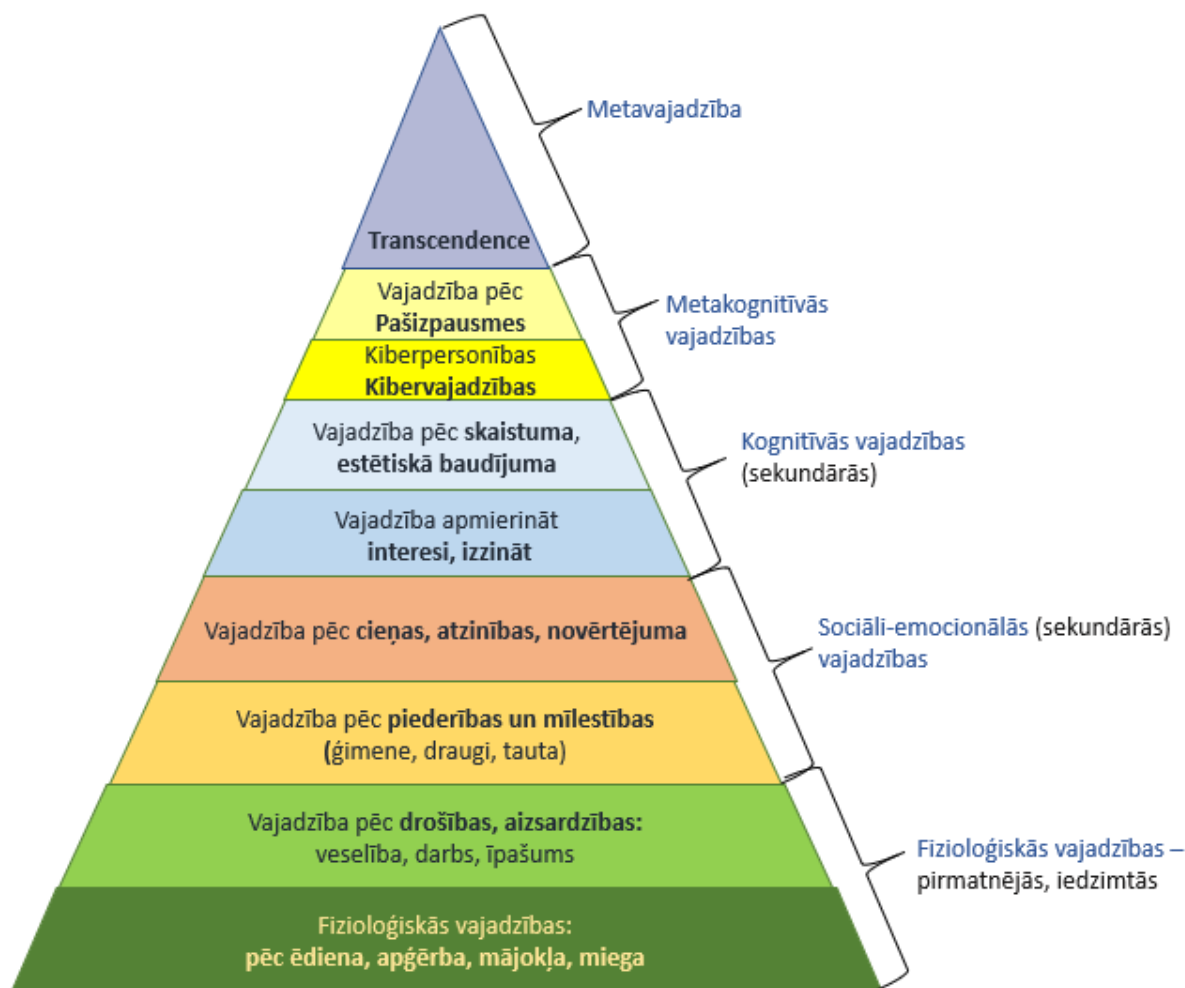 Metavajadzība
Transcendence
Vajadzība pēc
Pašizpausmes
Metakognitīvās
vajadzības
Kiberpersonības
Kibervajadzības
Vajadzība pēc skaistuma,
estētiskā baudījuma
Kognitīvās vajadzības
(sekundārās)
Vajadzība apmierināt
interesi, izzināt
Vajadzība pēc cieņas, atzinības, novērtējuma
Sociāli-emocionālās (sekundārās)
vajadzības
Vajadzība pēc piederības un mīlestības
(ģimene, draugi, tauta)
Vajadzība pēc drošības, aizsardzības:
veselība, darbs, īpašums
Fizioloģiskās vajadzības –
pirmatnējās, iedzimtās
Fizioloģiskās vajadzības:
pēc ēdiena, apģērba, mājokļa, miega